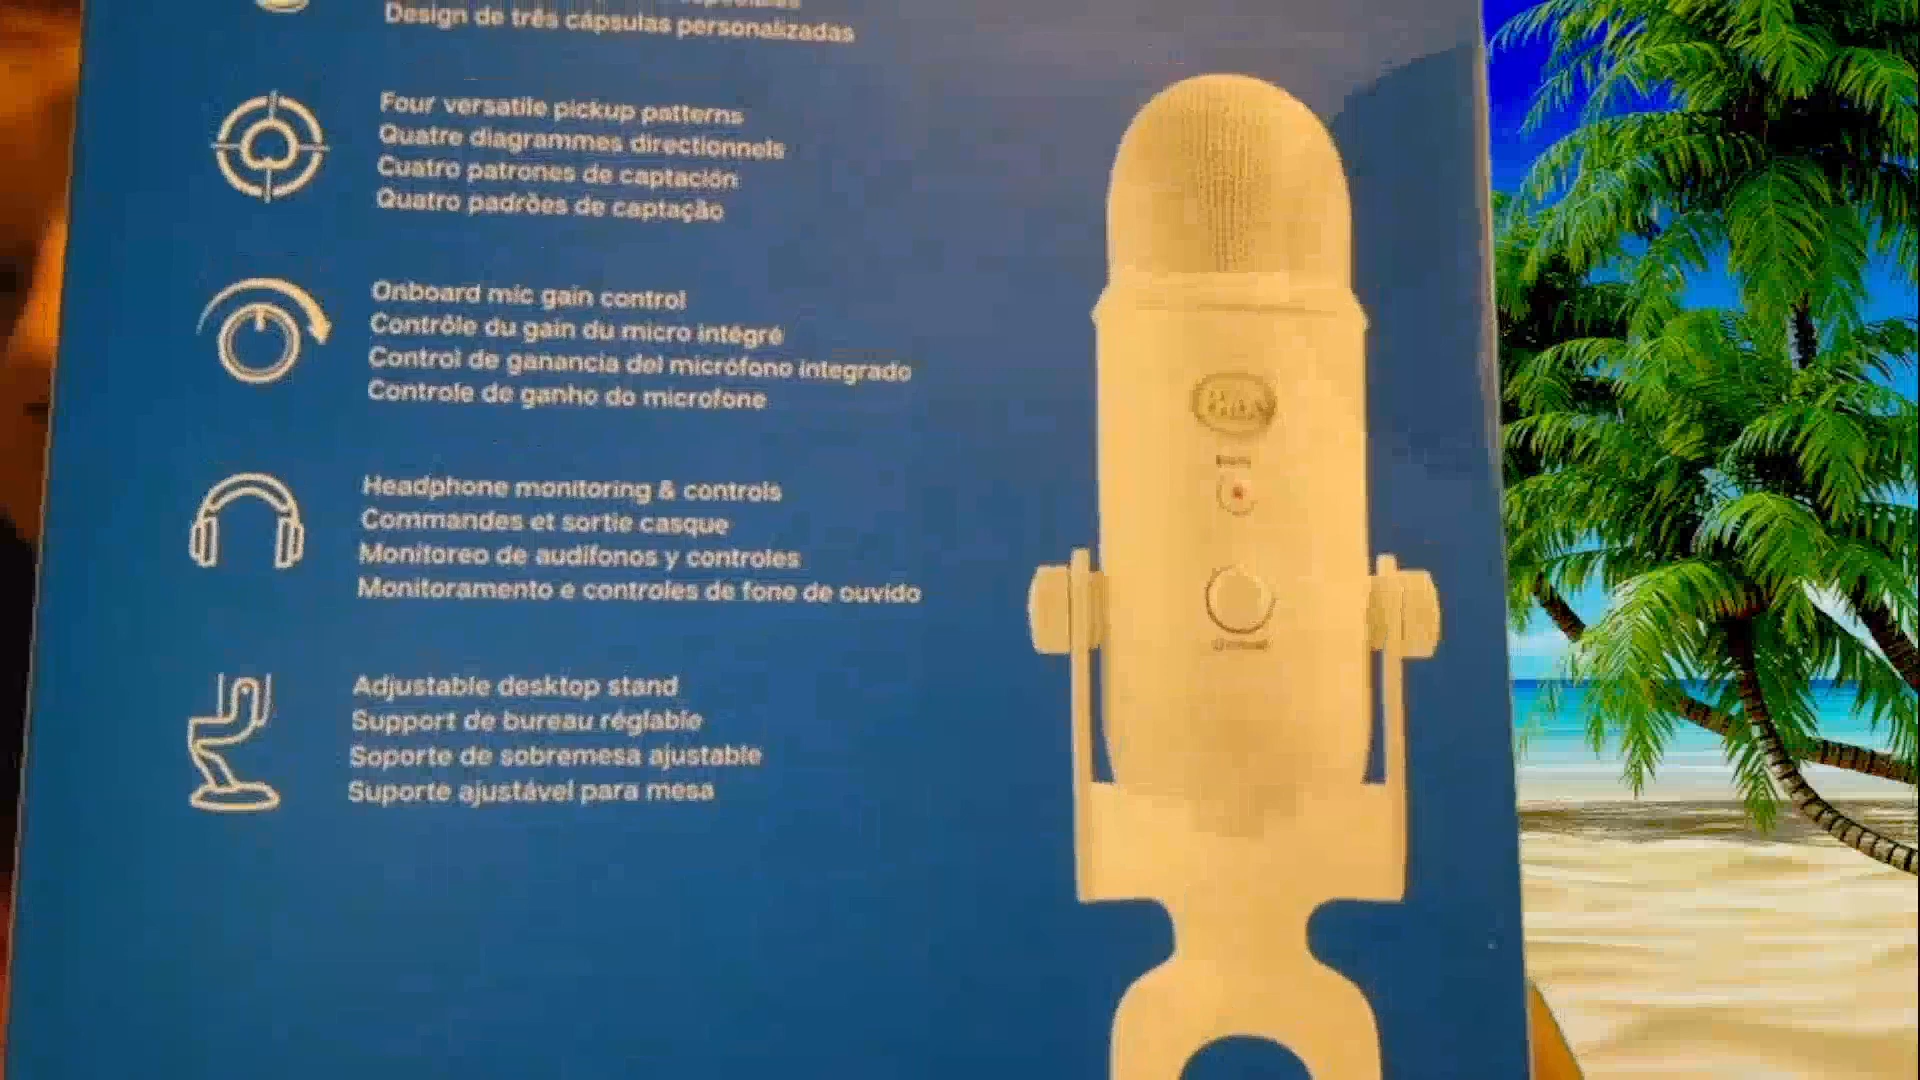 Design de três cápsulas personalizadas
Four versatile pickup patterns
Quatre diagrammes directionnels
Cuatro patrones de captación
Quatro padrões de captação
Onboard mic gain control
Contrôle du gain du micro intégré
Control de ganancia del micrófono integrado
Controle de ganho do microfone
Headphone monitoring & controls
Commandes et sortie casque
Monitoreo de audífonos y controles
Monitoramento e controles de fone de ouvido
Adjustable desktop stand
Support de bureau réglable
Soporte de sobremesa ajustable
Suporte ajustável para mesa